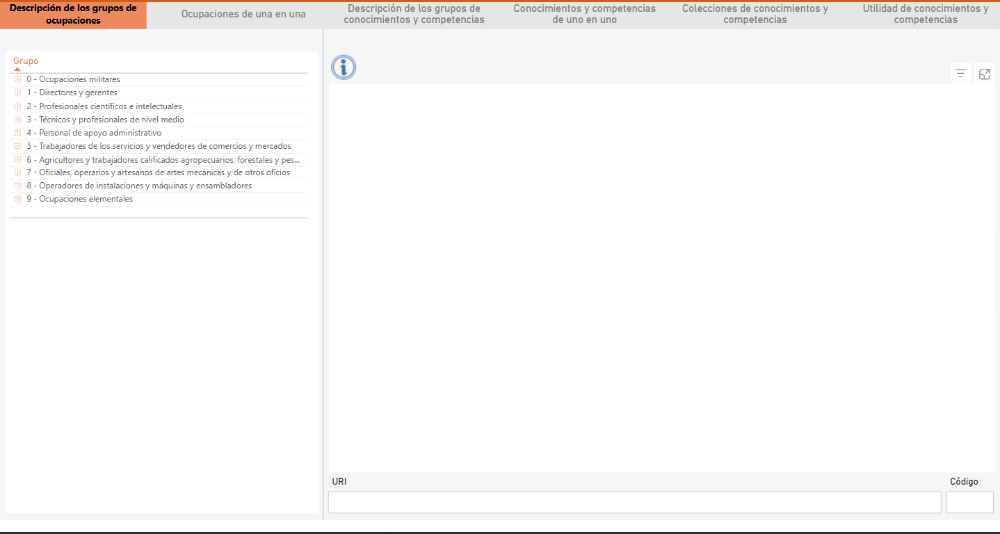 Descripción de los grupos de
ocupaciones
Ocupaciones de una en una
Descripción de los grupos de
conocimientos y competencias
Conocimientos y competencias
de uno en uno
Colecciones de conocimientos y
competencias
Utilidad de conocimientos y
competencias
Grupo
0 - Ocupaciones militares
1 - Directores y gerentes
2 - Profesionales científicos e intelectuales
3 - Técnicos y profesionales de nivel medio
4 - Personal de apoyo administrativo
5 - Trabajadores de los servicios y vendedores de comercios y mercados
6 - Agricultores y trabajadores calificados agropecuarios, forestales y pes...
7 - Oficiales, operarios y artesanos de artes mecánicas y de otros oficios
8 - Operadores de instalaciones y máquinas y ensambladores
9 - Ocupaciones elementales
URI
Código